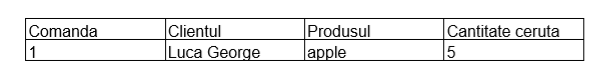 Comanda Clientul Produsul Cantitate ceruta
1 Luca George apple 5